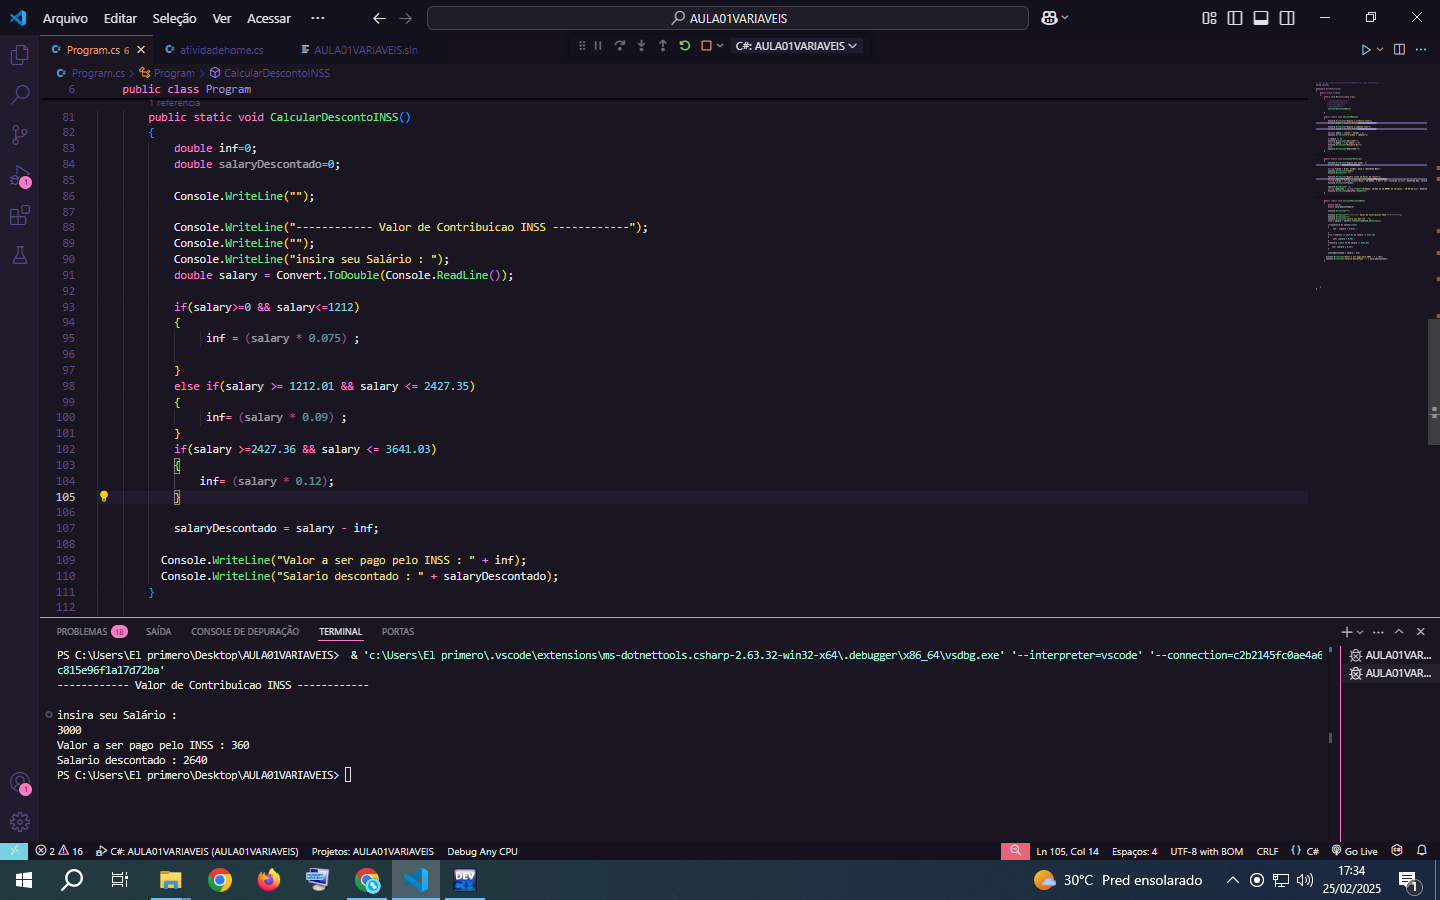 Arquivo Editar Seleção Ver Acessar ··· AULA01VARIAVEIS
Program.cs 6 atividadehome.cs AULA01VARIAVEIS.sln C#: AULA01VARIAVEIS
Program.cs > Program > CalcularDescontoINSS
6 public class Program
1 referência
81 public static void CalcularDescontoINSS()
82 {
83 double inf=0;
84 double salaryDescontado=0;
85
86 Console.WriteLine("");
87
88 Console.WriteLine("------------ Valor de Contribuicao INSS ------------");
89 Console.WriteLine("");
90 Console.WriteLine("insira seu Salário : ");
91 double salary = Convert.ToDouble(Console.ReadLine());
92
93 if(salary>=0 && salary<=1212)
94 {
95 inf = (salary * 0.075) ;
96
97 }
98 else if(salary >= 1212.01 && salary <= 2427.35)
99 {
100 inf= (salary * 0.09) ;
101 }
102 if(salary >=2427.36 && salary <= 3641.03)
103 {
104 inf= (salary * 0.12);
105 }
106
107 salaryDescontado = salary - inf;
108
109 Console.WriteLine("Valor a ser pago pelo INSS : " + inf);
110 Console.WriteLine("Salario descontado : " + salaryDescontado);
111 }
112
PROBLEMAS 18 SAÍDA CONSOLE DE DEPURAÇÃO TERMINAL PORTAS
PS C:\Users\El primero\Desktop\AULA01VARIAVEIS> & 'c:\Users\El primero\.vscode\extensions\ms-dotnettools.csharp-2.63.32-win32-x64\.debugger\x86_64\vsdbg.exe' '--interpreter=vscode' '--connection=c2b2145fc0ae4a6
c815e96f1a17d72ba'
------------ Valor de Contribuicao INSS ------------
insira seu Salário :
3000
Valor a ser pago pelo INSS : 360
Salario descontado : 2640
PS C:\Users\El primero\Desktop\AULA01VARIAVEIS>
AULA01VAR...
AULA01VAR...
1
1
2 16 C#: AULA01VARIAVEIS (AULA01VARIAVEIS) Projetos: AULA01VARIAVEIS Debug Any CPU Ln 105, Col 14 Espaços: 4 UTF-8 with BOM CRLF {} C# Go Live
DEV 30°C Pred ensolarado 17:34
25/02/2025 1